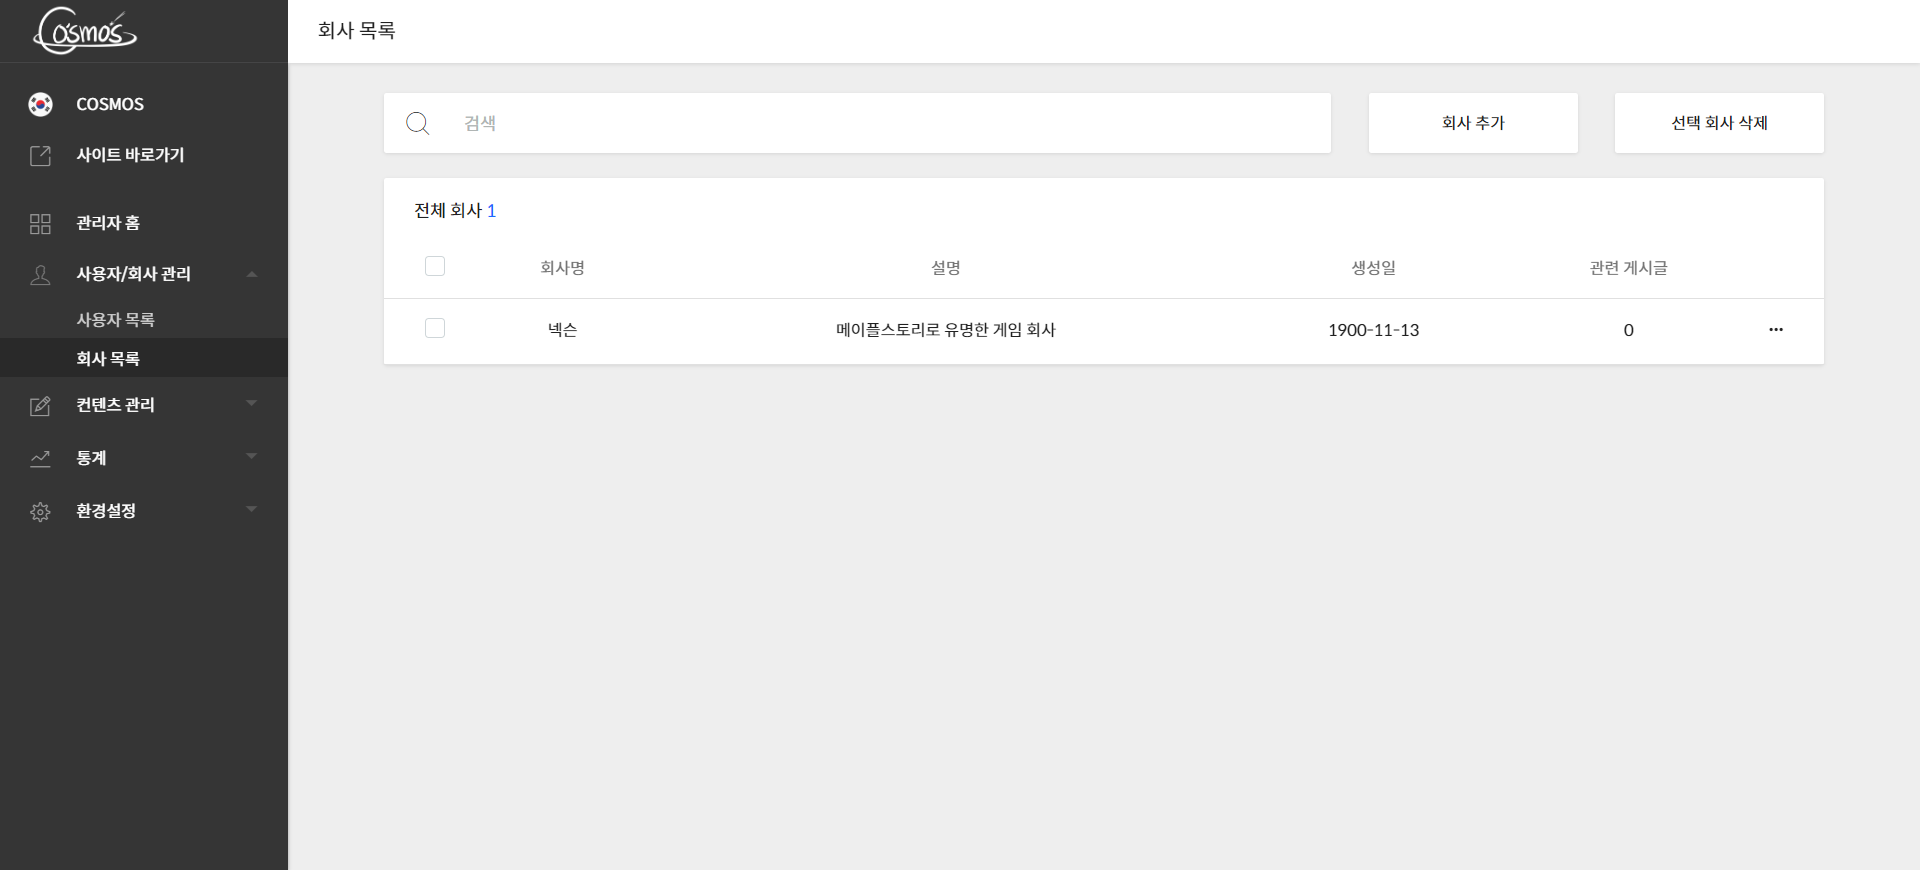 Cosmos
회사 목록
COSMOS
사이트 바로가기
관리자 홈
사용자/회사 관리
사용자 목록
회사 목록
컨텐츠 관리
통계
환경설정
검색
회사 추가
선택 회사 삭제
전체 회사 1
회사명 설명 생성일 관련 게시글
넥슨 메이플스토리로 유명한 게임 회사 1900-11-13 0 ···